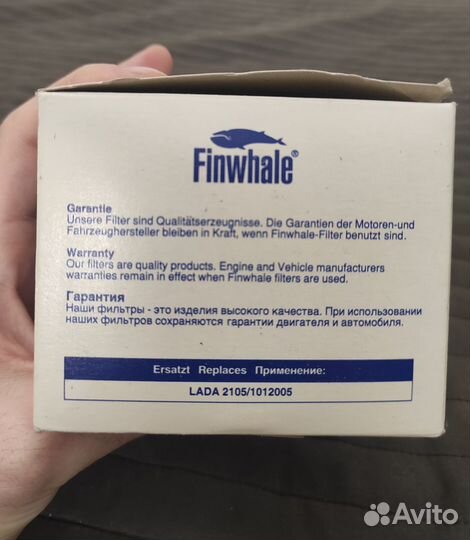 Finwhale®
Garantie
Unsere Filter sind Qualitätserzeugnisse. Die Garantien der Motoren-und
Fahrzeughersteller bleiben in Kraft, wenn Finwhale-Filter benutzt sind.
Warranty
Our filters are quality products. Engine and Vehicle manufacturers
warranties remain in effect when Finwhale filters are used.
Гарантия
Наши фильтры - это изделия высокого качества. При использовании
наших фильтров сохраняются гарантии двигателя и автомобиля.
Ersatzt Replaces Применение:
LADA 2105/1012005
Avito